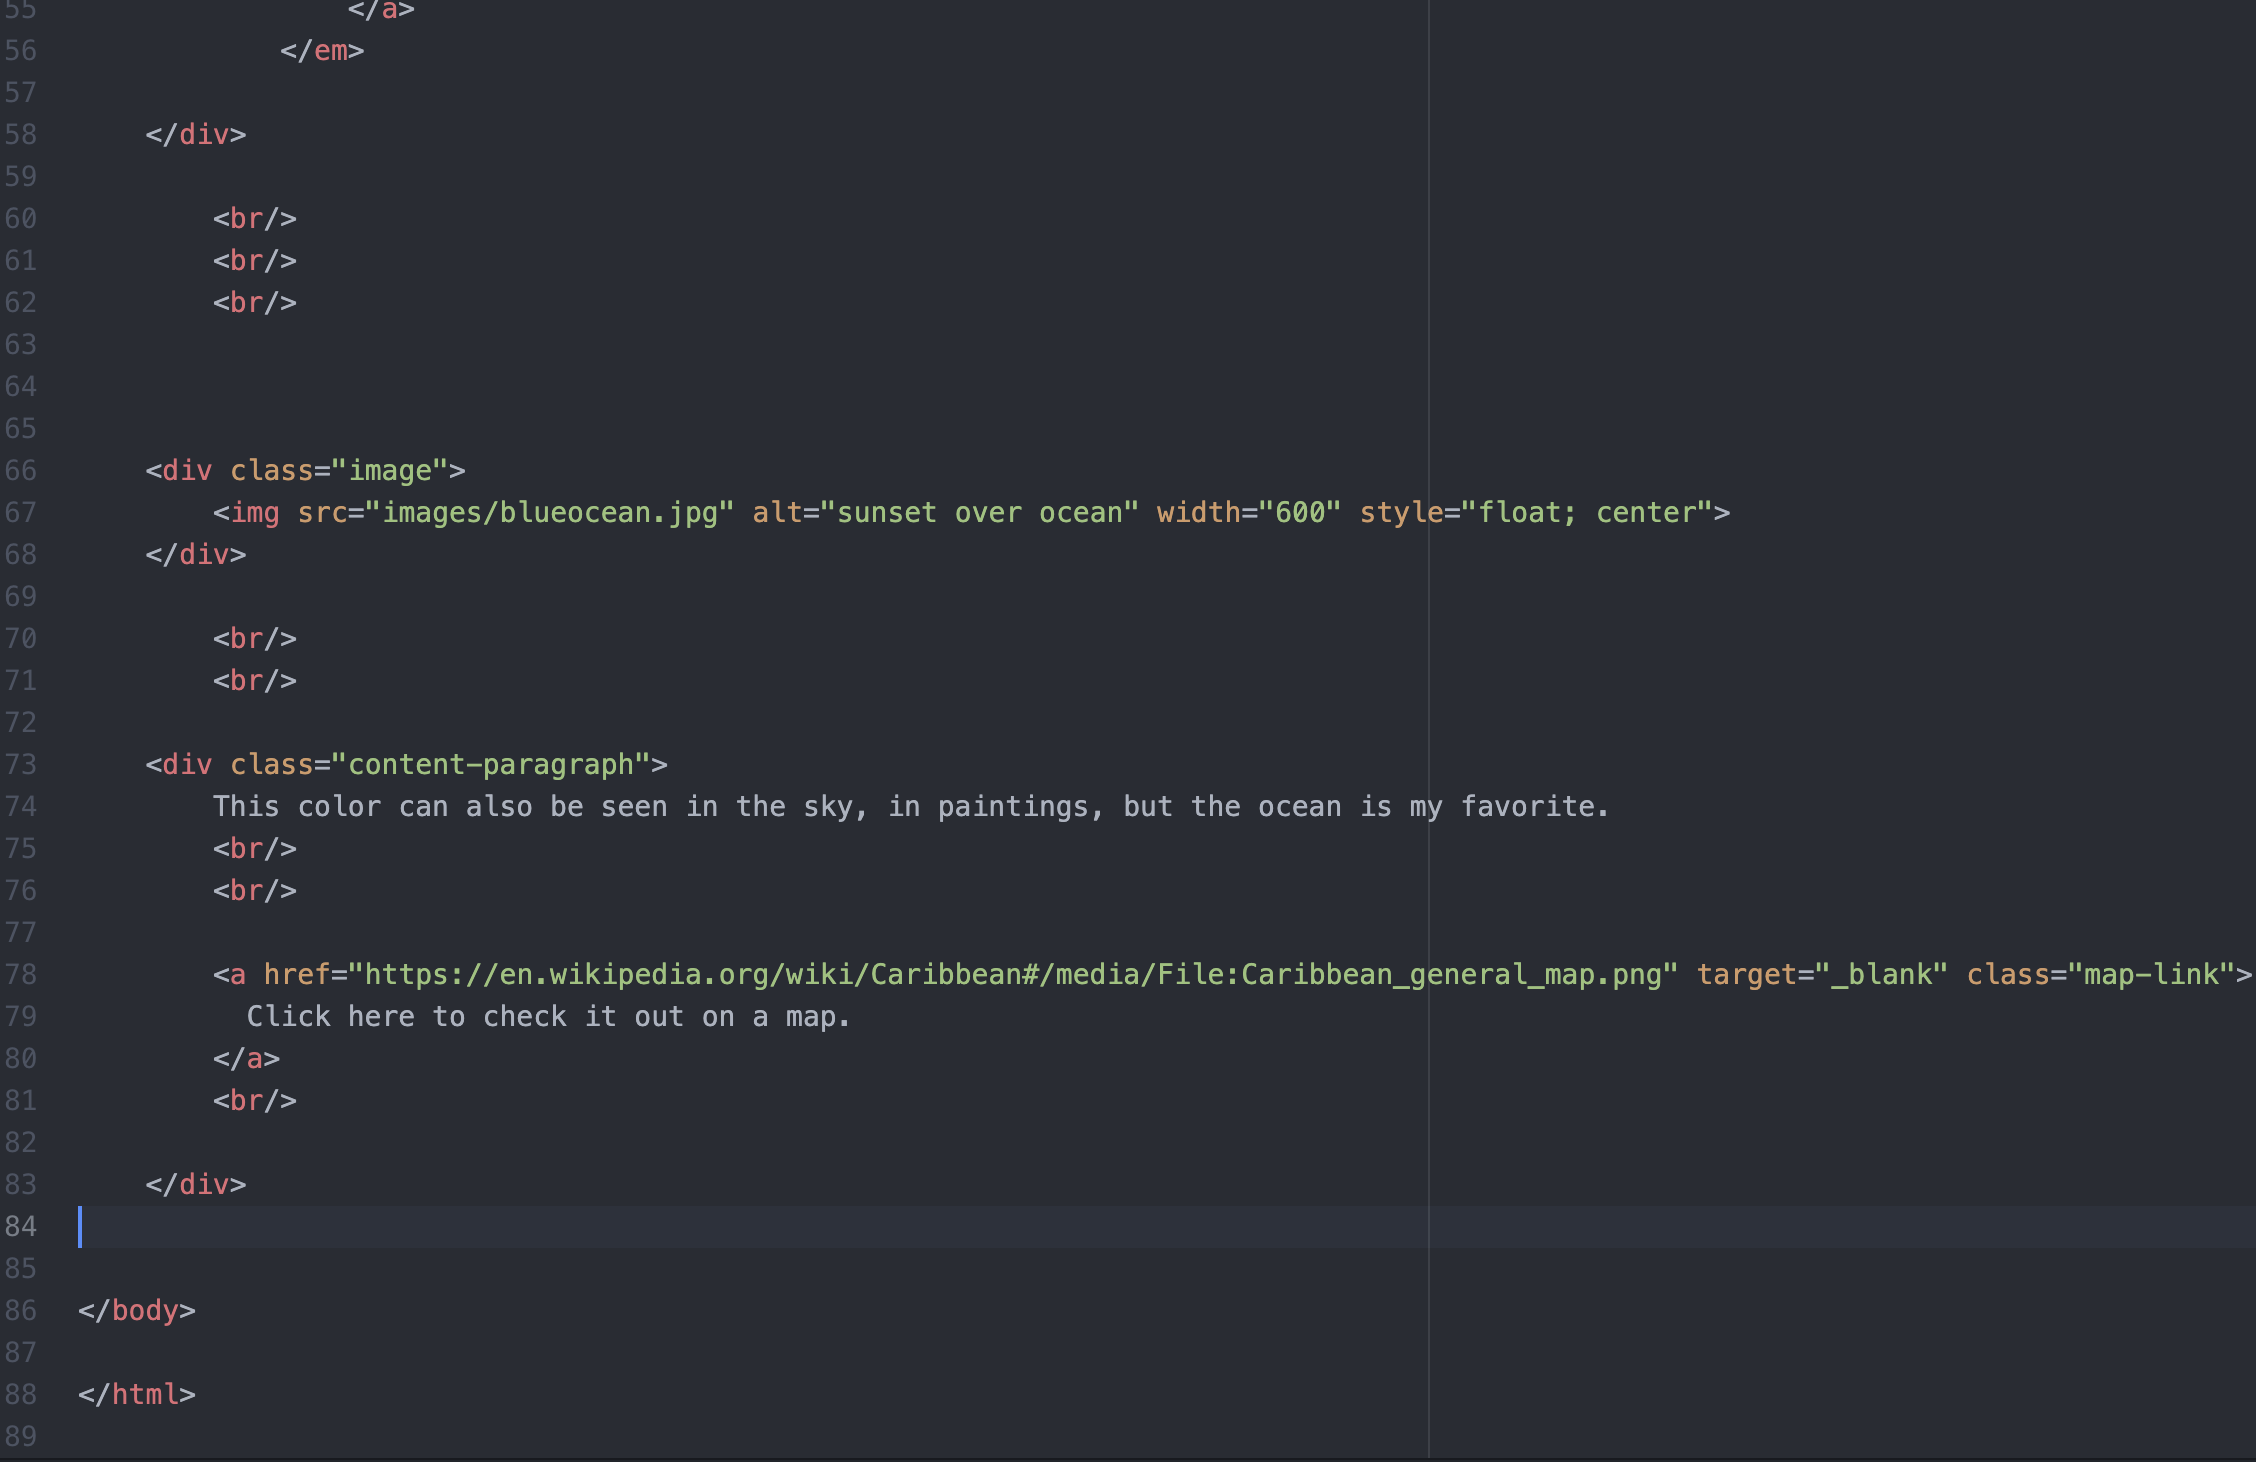 55 </a>
56 </em>
57
58 </div>
59
60 <br/>
61 <br/>
62 <br/>
63
64
65
66 <div class="image">
67 <img src="images/blueocean.jpg" alt="sunset over ocean" width="600" style="float; center">
68 </div>
69
70 <br/>
71 <br/>
72
73 <div class="content-paragraph">
74 This color can also be seen in the sky, in paintings, but the ocean is my favorite.
75 <br/>
76 <br/>
77
78 <a href="https://en.wikipedia.org/wiki/Caribbean#/media/File:Caribbean_general_map.png" target="_blank" class="map-link">
79 Click here to check it out on a map.
80 </a>
81 <br/>
82
83 </div>
84
85
86 </body>
87
88 </html>
89